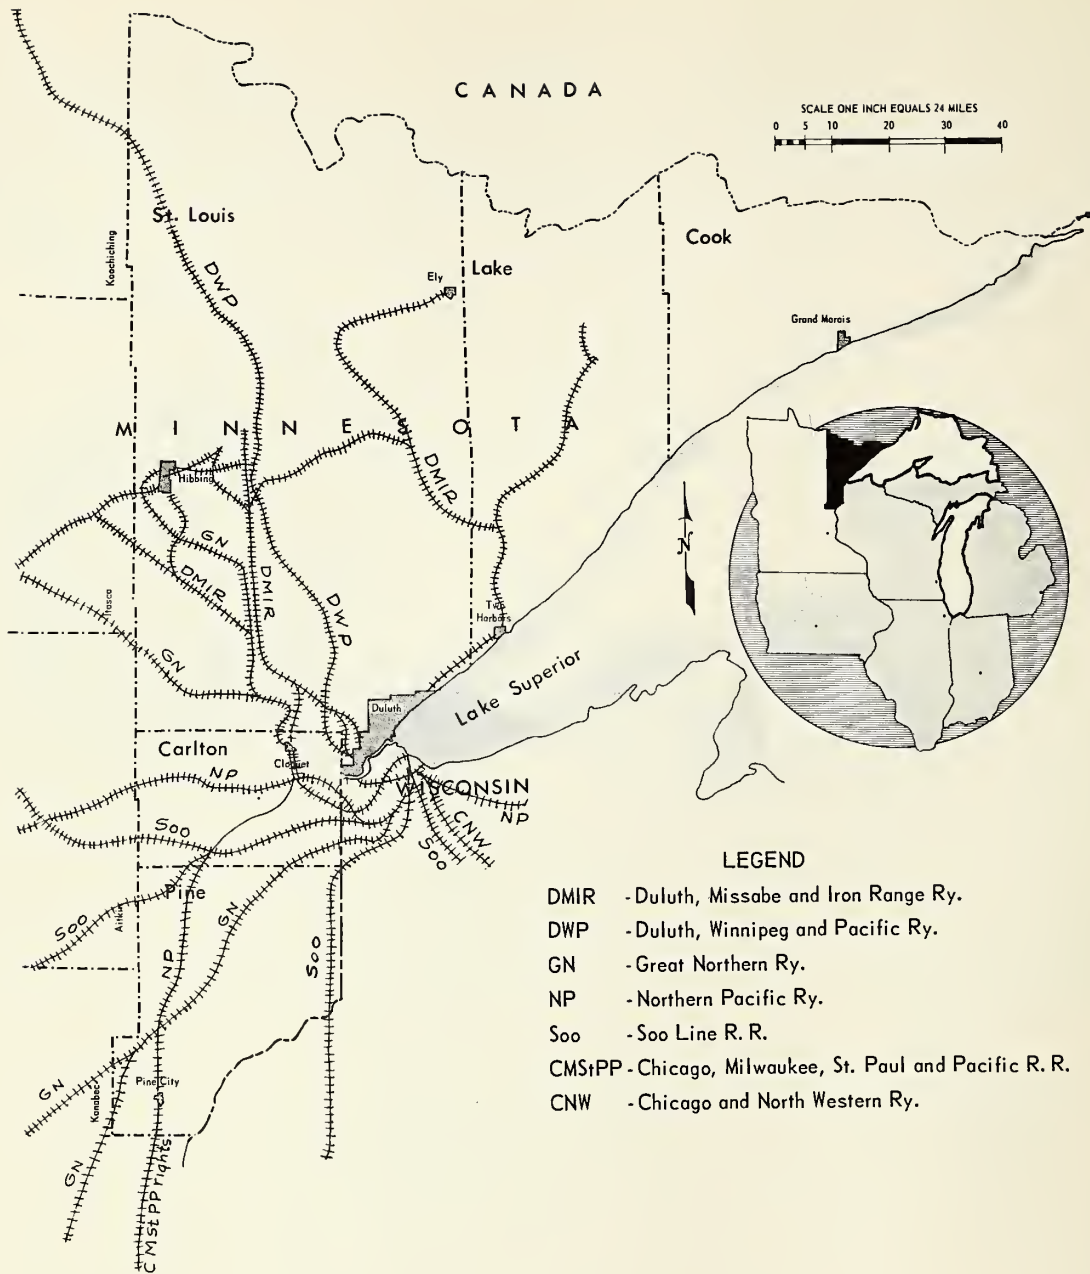 CANADA
SCALE ONE INCH EQUALS 24 MILES
0 5 10 20 30 40
St. Louis
Koochiching
DWP
Cook
Lake
Ely
Grand Marais
MINNESOTA
Hibbing
DMIR
GN
DMIR
DMIR
DWP
N
Itasca
Two
Harbors
GN
Lake Superior
Duluth
Carlton
Cloquet
NP
WISCONSIN
NP
CNW
Soo
Soo
Pine
Aitkin
Soo
GN
NP
Soo
GN
Kanabec
Pine City
GN
CMStPP rights
LEGEND
DMIR - Duluth, Missabe and Iron Range Ry.
DWP - Duluth, Winnipeg and Pacific Ry.
GN - Great Northern Ry.
NP - Northern Pacific Ry.
Soo - Soo Line R. R.
CMStPP - Chicago, Milwaukee, St. Paul and Pacific R. R.
CNW - Chicago and North Western Ry.